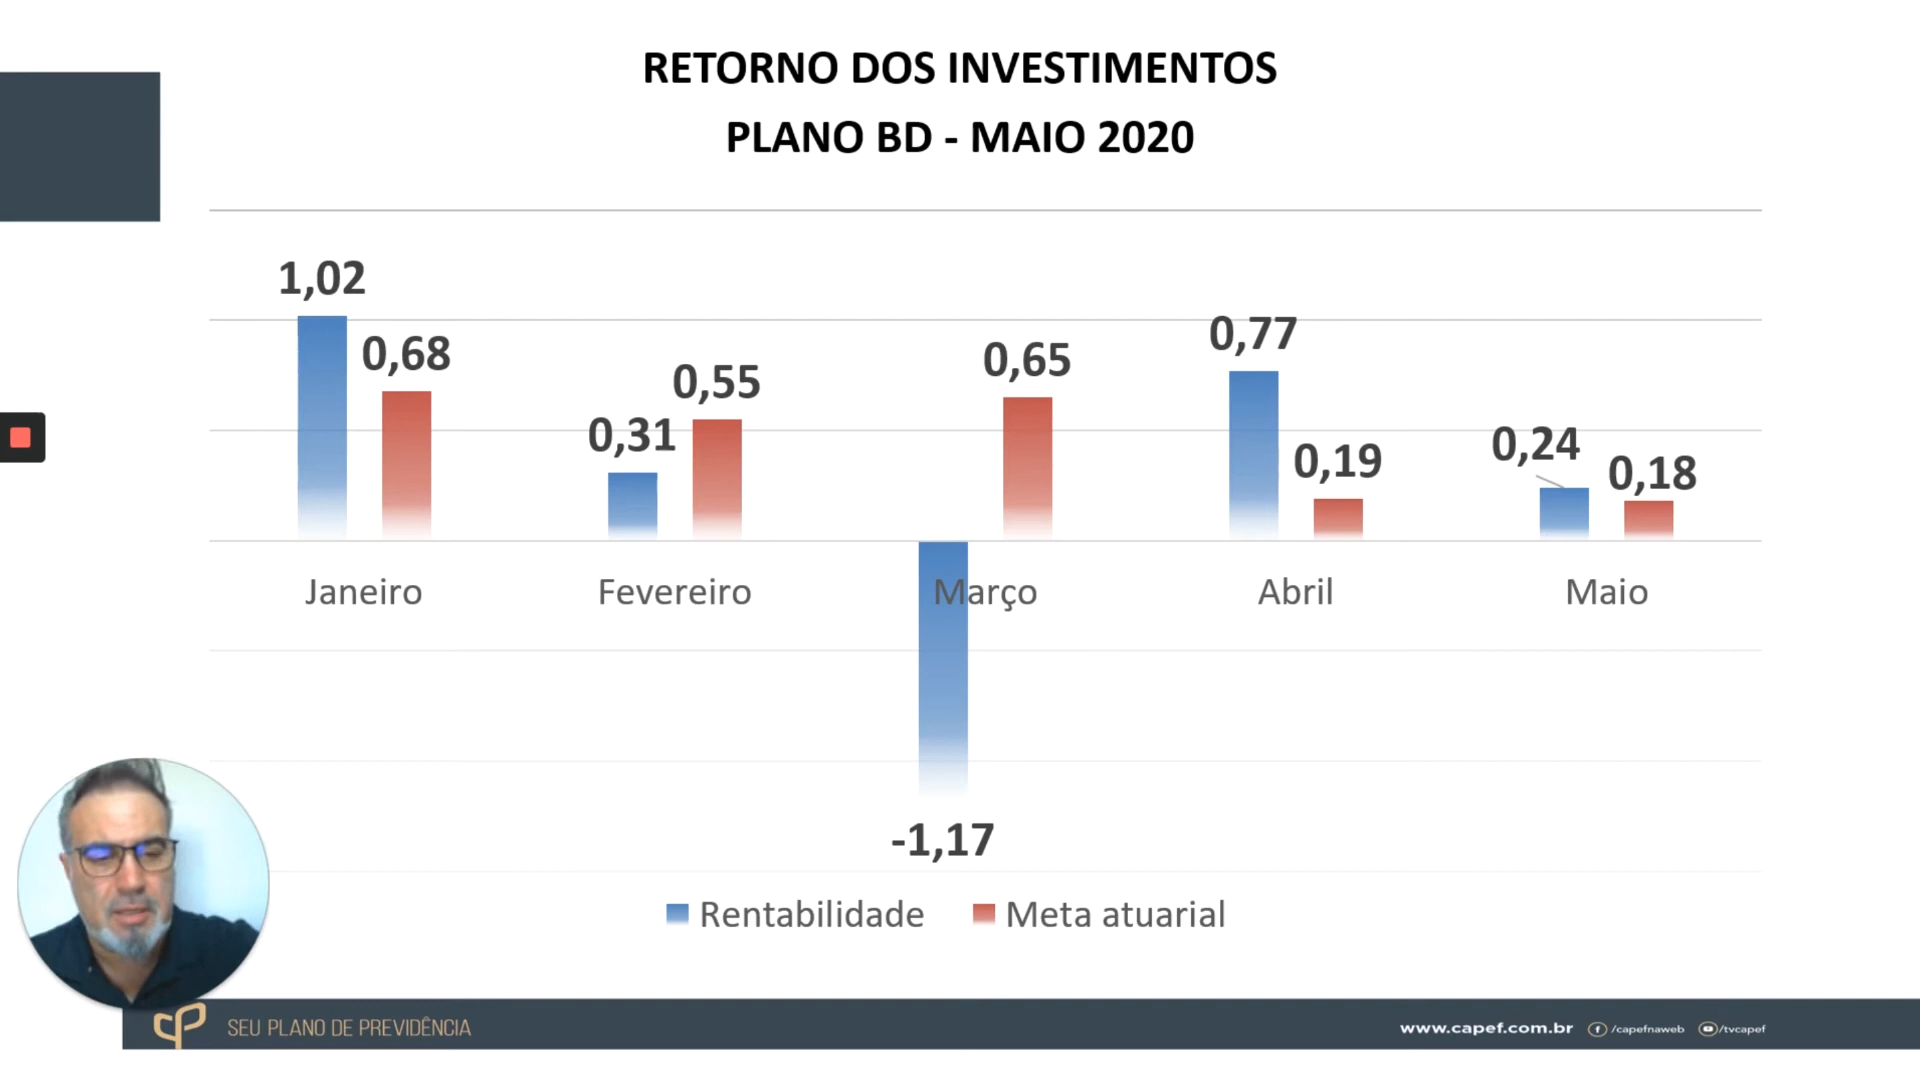 RETORNO DOS INVESTIMENTOS
PLANO BD - MAIO 2020
1,02
0,68
0,31
0,55
0,65
0,77
0,19
0,24
0,18
Janeiro
Fevereiro
Março
Abril
Maio
-1,17
Rentabilidade
Meta atuarial
SEU PLANO DE PREVIDÊNCIA
www.capef.com.br
/capefnaweb
/tvcapef